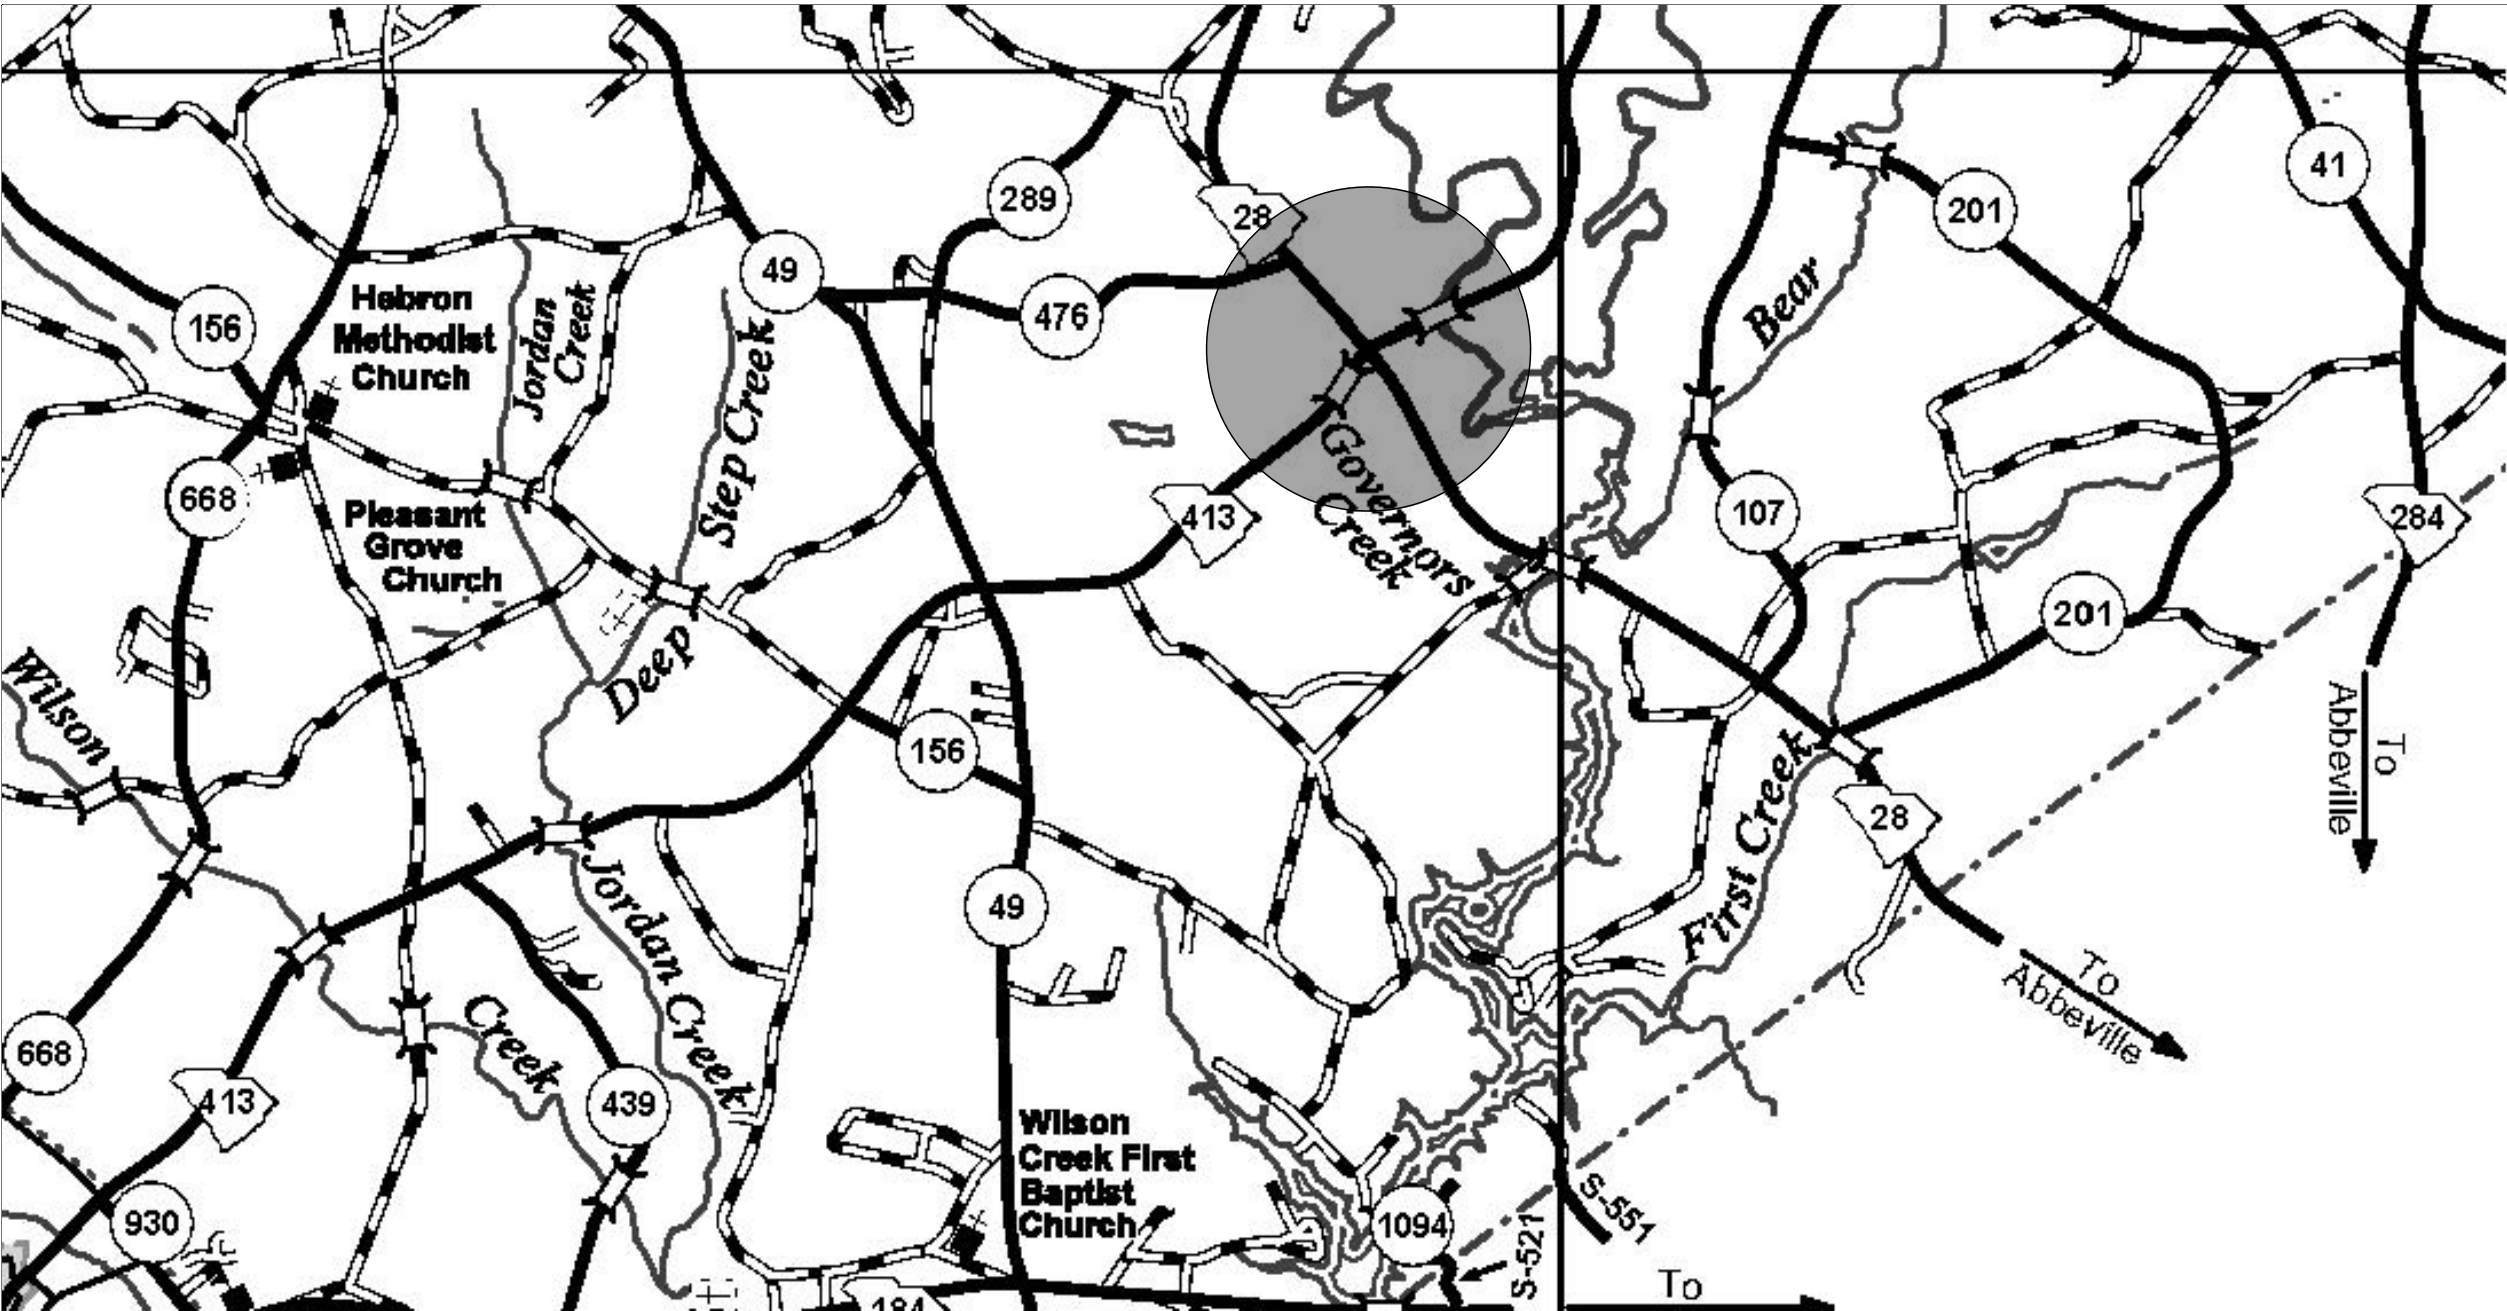 28
289
49
476
41
201
156
Hebron
Methodist
Church
Jordan
Creek
Step Creek
Bear
668
Pleasant
Grove
Church
Governors
Creek
413
107
284
201
Deep
Wilson
156
To
Abbeville
First Creek
28
49
Jordan Creek
To
Abbeville
668
Creek
413
439
Wilson
Creek First
Baptist
Church
930
1094
S-521
S-551
To
184